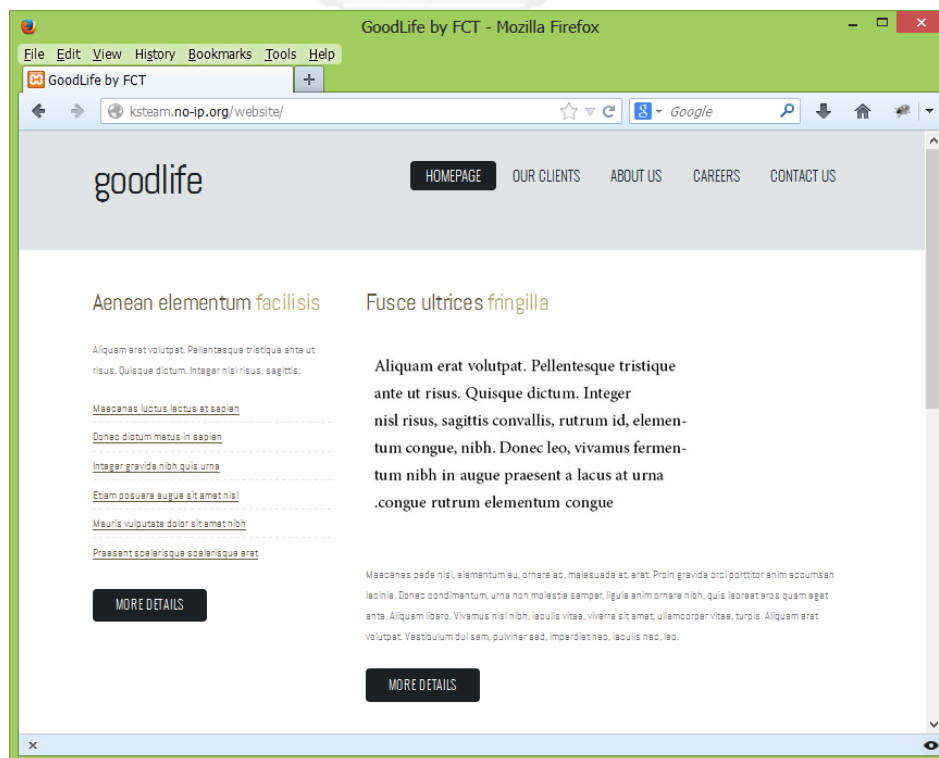 GoodLife by FCT - Mozilla Firefox
File Edit View History Bookmarks Tools Help
GoodLife by FCT
ksteam.no-ip.org/website/
Google
goodlife
HOMEPAGE OUR CLIENTS ABOUT US CAREERS CONTACT US
Aenean elementum facilisis
Aliquam erat volutpat. Pellentesque tristique ante ut
risus. Quisque dictum. Integer nisl risus, sagittis:
Maecenas luctus lectus at sapien
Donec dictum metus in sapien
Integer gravida nibh quis urna
Etiam posuere augue sit amet nisl
Mauris vulputate dolor sit amet nibh
Praesent scelerisque scelerisque erat
MORE DETAILS
Fusce ultrices fringilla
Aliquam erat volutpat. Pellentesque tristique
ante ut risus. Quisque dictum. Integer
nisl risus, sagittis convallis, rutrum id, elemen-
tum congue, nibh. Donec leo, vivamus fermen-
tum nibh in augue praesent a lacus at urna
.congue rutrum elementum congue
Maecenas pede nisl, elementum eu, ornare ac, malesuada at, erat. Proin gravida orci porttitor enim accumsan
lacinia. Donec condimentum, urna non molestie semper, ligula enim ornare nibh, quis laoreet eros quam eget
ante. Aliquam libero. Vivamus nisl nibh, iaculis vitae, viverra sit amet, ullamcorper vitae, turpis. Aliquam erat
volutpat. Vestibulum dui sem, pulvinar sed, imperdiet nec, iaculis nec, leo.
MORE DETAILS